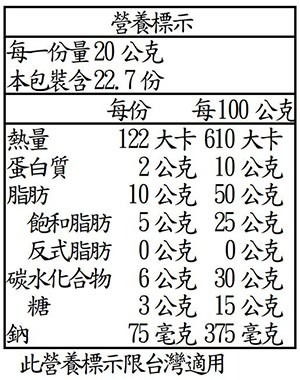 營養標示
每一份量 20 公克
本包裝含 22.7 份
每份 每 100 公克
熱量 122 大卡 610 大卡
蛋白質 2 公克 10 公克
脂肪 10 公克 50 公克
飽和脂肪 5 公克 25 公克
反式脂肪 0 公克 0 公克
碳水化合物 6 公克 30 公克
糖 3 公克 15 公克
鈉 75 毫克 375 毫克
此營養標示限台灣適用